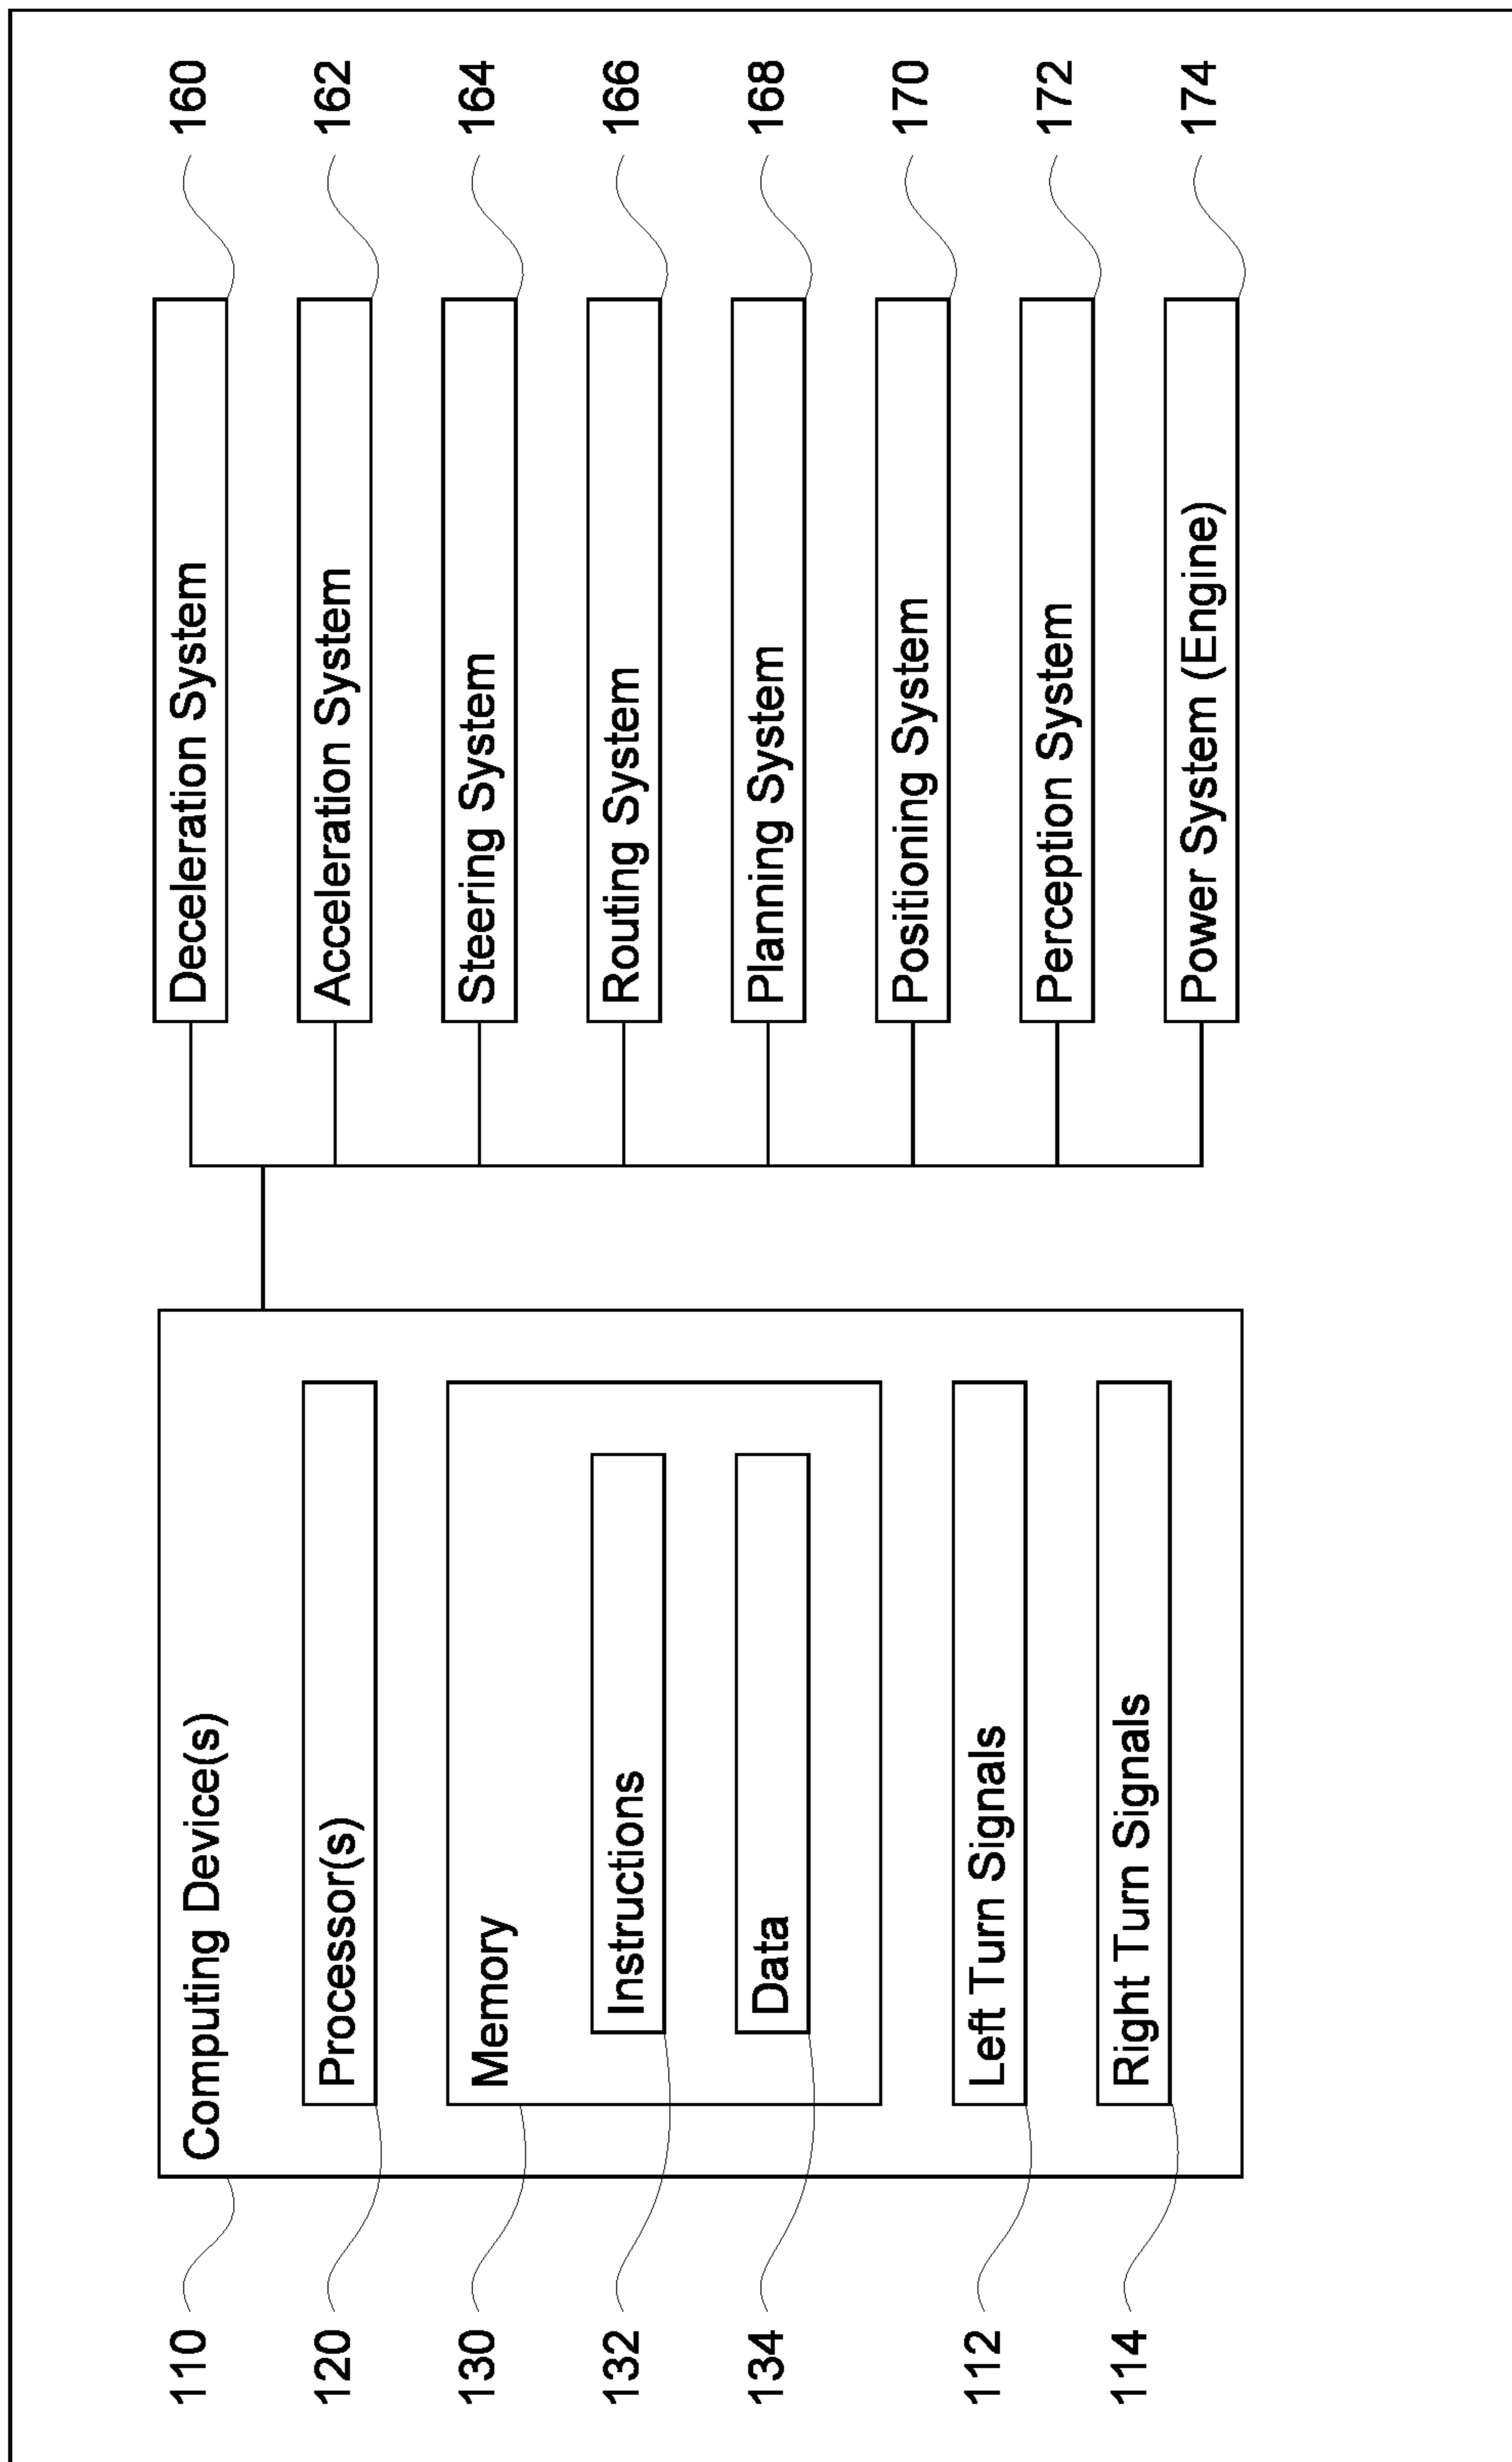 110
Computing Device(s)
120
Processor(s)
130
Memory
132
Instructions
134
Data
112
Left Turn Signals
114
Right Turn Signals
Deceleration System
160
Acceleration System
162
Steering System
164
Routing System
166
Planning System
168
Positioning System
170
Perception System
172
Power System (Engine)
174